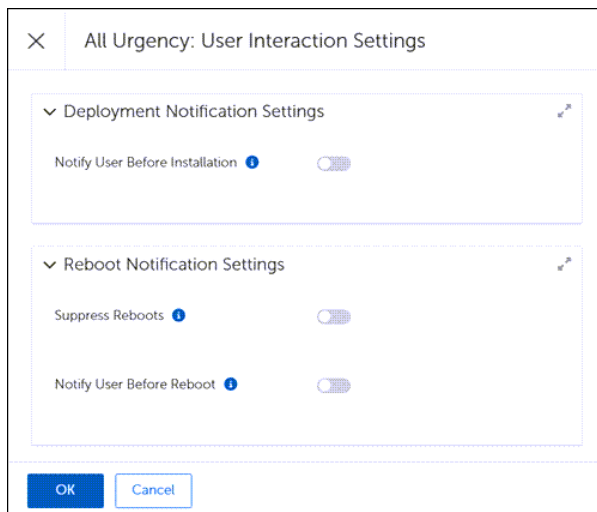 All Urgency: User Interaction Settings
Deployment Notification Settings
Notify User Before Installation
Reboot Notification Settings
Suppress Reboots
Notify User Before Reboot
OK Cancel